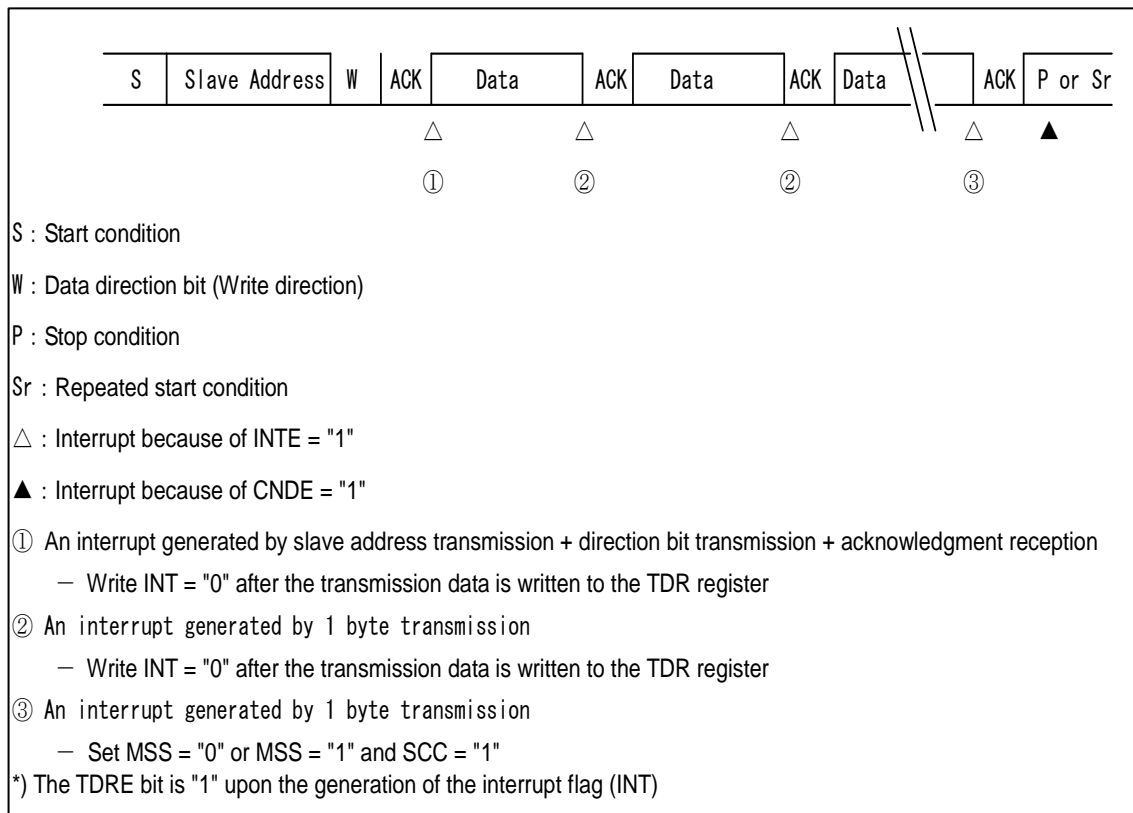 S Slave Address W ACK Data ACK Data ACK Data ACK P or Sr
△ △ △ △ ▲
① ② ② ③
S : Start condition
W : Data direction bit (Write direction)
P : Stop condition
Sr : Repeated start condition
△ : Interrupt because of INTE = "1"
▲ : Interrupt because of CNDE = "1"
① An interrupt generated by slave address transmission + direction bit transmission + acknowledgment reception
− Write INT = "0" after the transmission data is written to the TDR register
② An interrupt generated by 1 byte transmission
− Write INT = "0" after the transmission data is written to the TDR register
③ An interrupt generated by 1 byte transmission
− Set MSS = "0" or MSS = "1" and SCC = "1"
*) The TDRE bit is "1" upon the generation of the interrupt flag (INT)